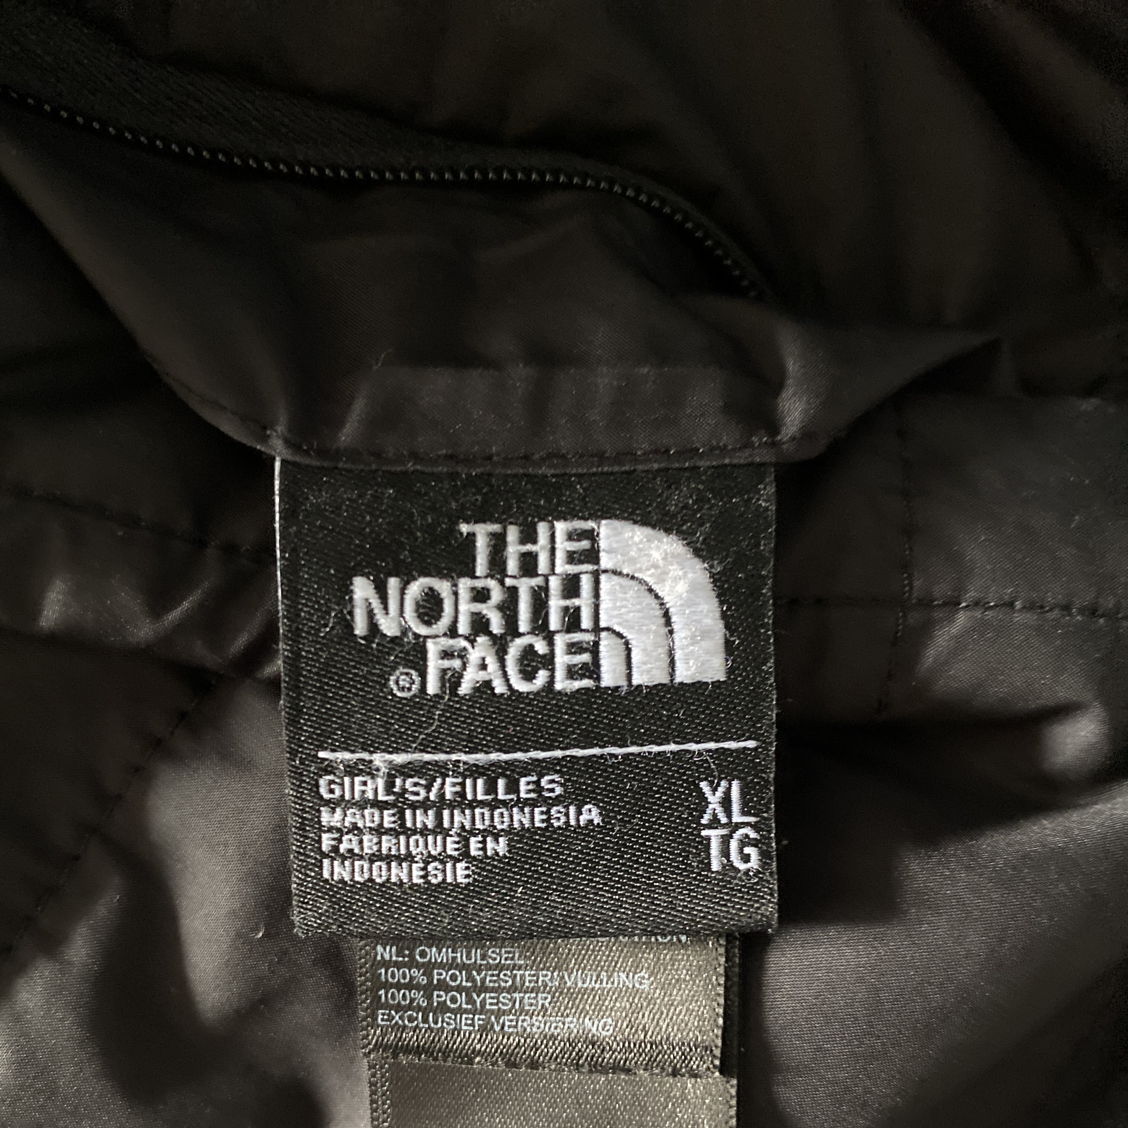 THE
NORTH
FACE
®
GIRL'S/FILLES
MADE IN INDONESIA
FABRIQUÉ EN
INDONÉSIE
XL
TG
NL: OMHULSEL:
100% POLYESTER/VULLING
100% POLYESTER
EXCLUSIEF VERSIERING